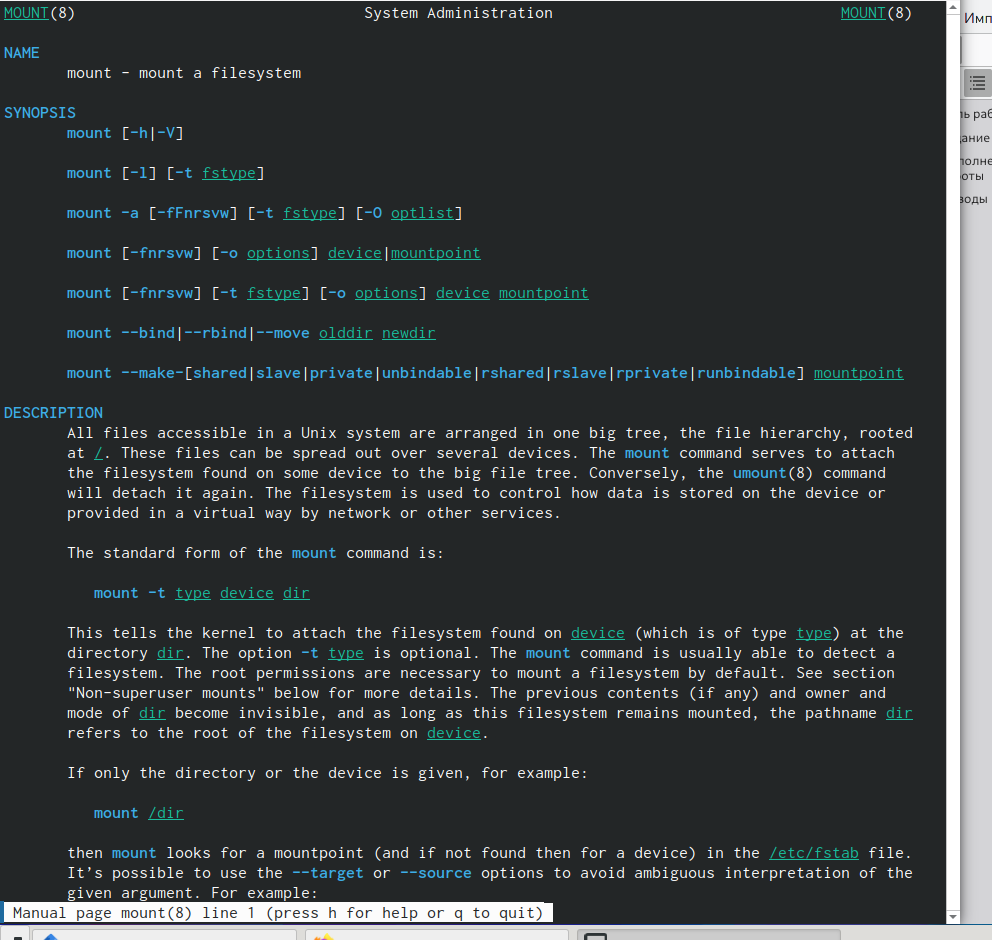 MOUNT(8) System Administration MOUNT(8)
NAME
mount - mount a filesystem
SYNOPSIS
mount [-h|-V]
mount [-l] [-t fstype]
mount -a [-fFnrsvw] [-t fstype] [-O optlist]
mount [-fnrsvw] [-o options] device|mountpoint
mount [-fnrsvw] [-t fstype] [-o options] device mountpoint
mount --bind|--rbind|--move olddir newdir
mount --make-[shared|slave|private|unbindable|rshared|rslave|rprivate|runbindable] mountpoint
DESCRIPTION
All files accessible in a Unix system are arranged in one big tree, the file hierarchy, rooted
at /. These files can be spread out over several devices. The mount command serves to attach
the filesystem found on some device to the big file tree. Conversely, the umount(8) command
will detach it again. The filesystem is used to control how data is stored on the device or
provided in a virtual way by network or other services.
The standard form of the mount command is:
mount -t type device dir
This tells the kernel to attach the filesystem found on device (which is of type type) at the
directory dir. The option -t type is optional. The mount command is usually able to detect a
filesystem. The root permissions are necessary to mount a filesystem by default. See section
"Non-superuser mounts" below for more details. The previous contents (if any) and owner and
mode of dir become invisible, and as long as this filesystem remains mounted, the pathname dir
refers to the root of the filesystem on device.
If only the directory or the device is given, for example:
mount /dir
then mount looks for a mountpoint (and if not found then for a device) in the /etc/fstab file.
It’s possible to use the --target or --source options to avoid ambiguous interpretation of the
given argument. For example:
Manual page mount(8) line 1 (press h for help or q to quit)